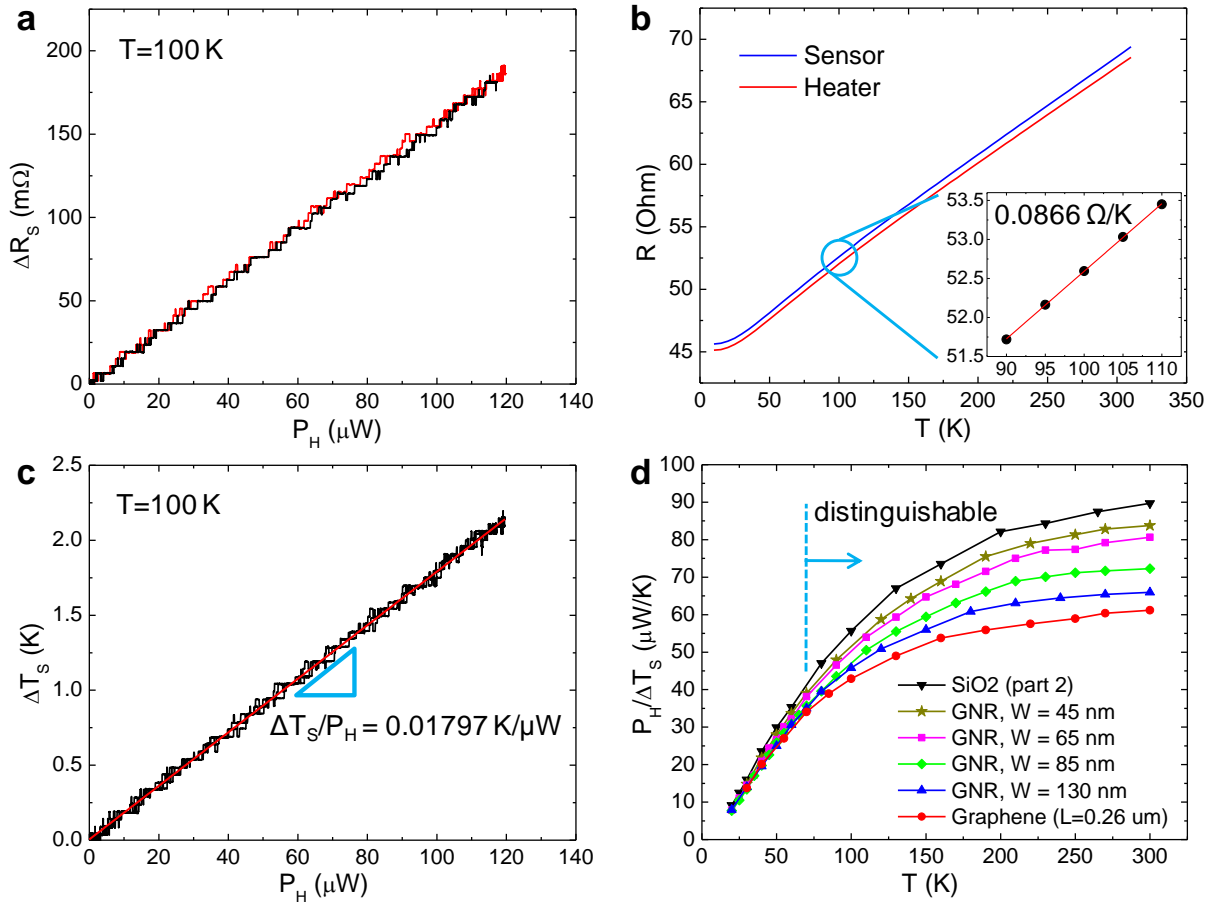 a
T=100 K
200
150
100
50
0
ΔR_S (mΩ)
0 20 40 60 80 100 120 140
P_H (μW)
b
Sensor
Heater
70
65
60
55
50
45
R (Ohm)
0 50 100 150 200 250 300 350
T (K)
0.0866 Ω/K
53.5
53.0
52.5
52.0
51.5
90 95 100 105 110
c
T=100 K
2.5
2.0
1.5
1.0
0.5
0.0
ΔT_S (K)
ΔT_S/P_H = 0.01797 K/μW
0 20 40 60 80 100 120 140
P_H (μW)
d
distinguishable
100
90
80
70
60
50
40
30
20
10
0
P_H/ΔT_S (μW/K)
SiO2 (part 2)
GNR, W = 45 nm
GNR, W = 65 nm
GNR, W = 85 nm
GNR, W = 130 nm
Graphene (L=0.26 um)
0 50 100 150 200 250 300
T (K)